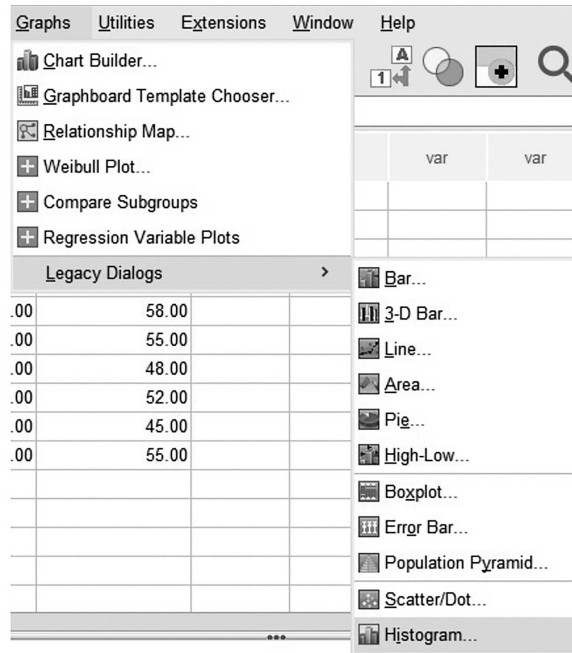 Graphs Utilities Extensions Window Help
Chart Builder...
Graphboard Template Chooser...
Relationship Map...
Weibull Plot...
Compare Subgroups
Regression Variable Plots
Legacy Dialogs >
A
1
var var
.00 58.00
.00 55.00
.00 48.00
.00 52.00
.00 45.00
.00 55.00
Bar...
3-D Bar...
Line...
Area...
Pie...
High-Low...
Boxplot...
Error Bar...
Population Pyramid...
Scatter/Dot...
Histogram...